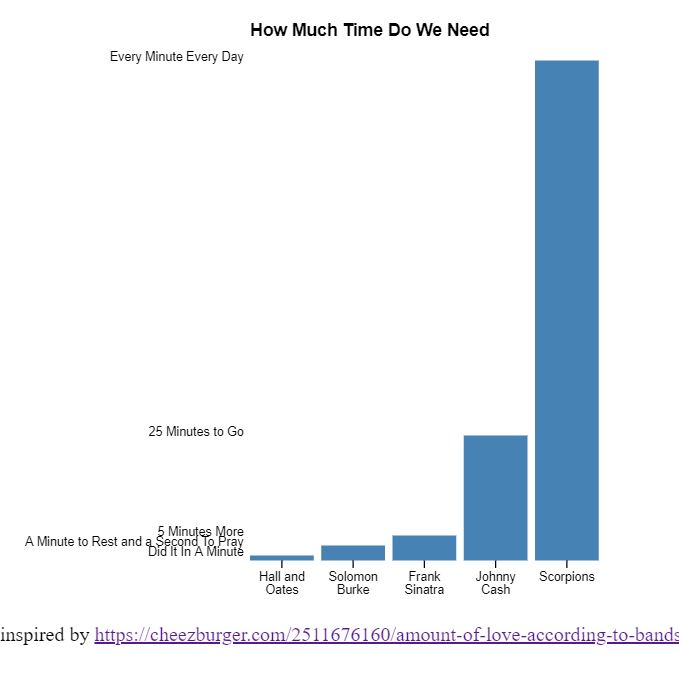 How Much Time Do We Need
Every Minute Every Day
25 Minutes to Go
5 Minutes More
A Minute to Rest and a Second To Pray
Did It In A Minute
Hall and
Oates
Solomon
Burke
Frank
Sinatra
Johnny
Cash
Scorpions
inspired by https://cheezburger.com/2511676160/amount-of-love-according-to-bands